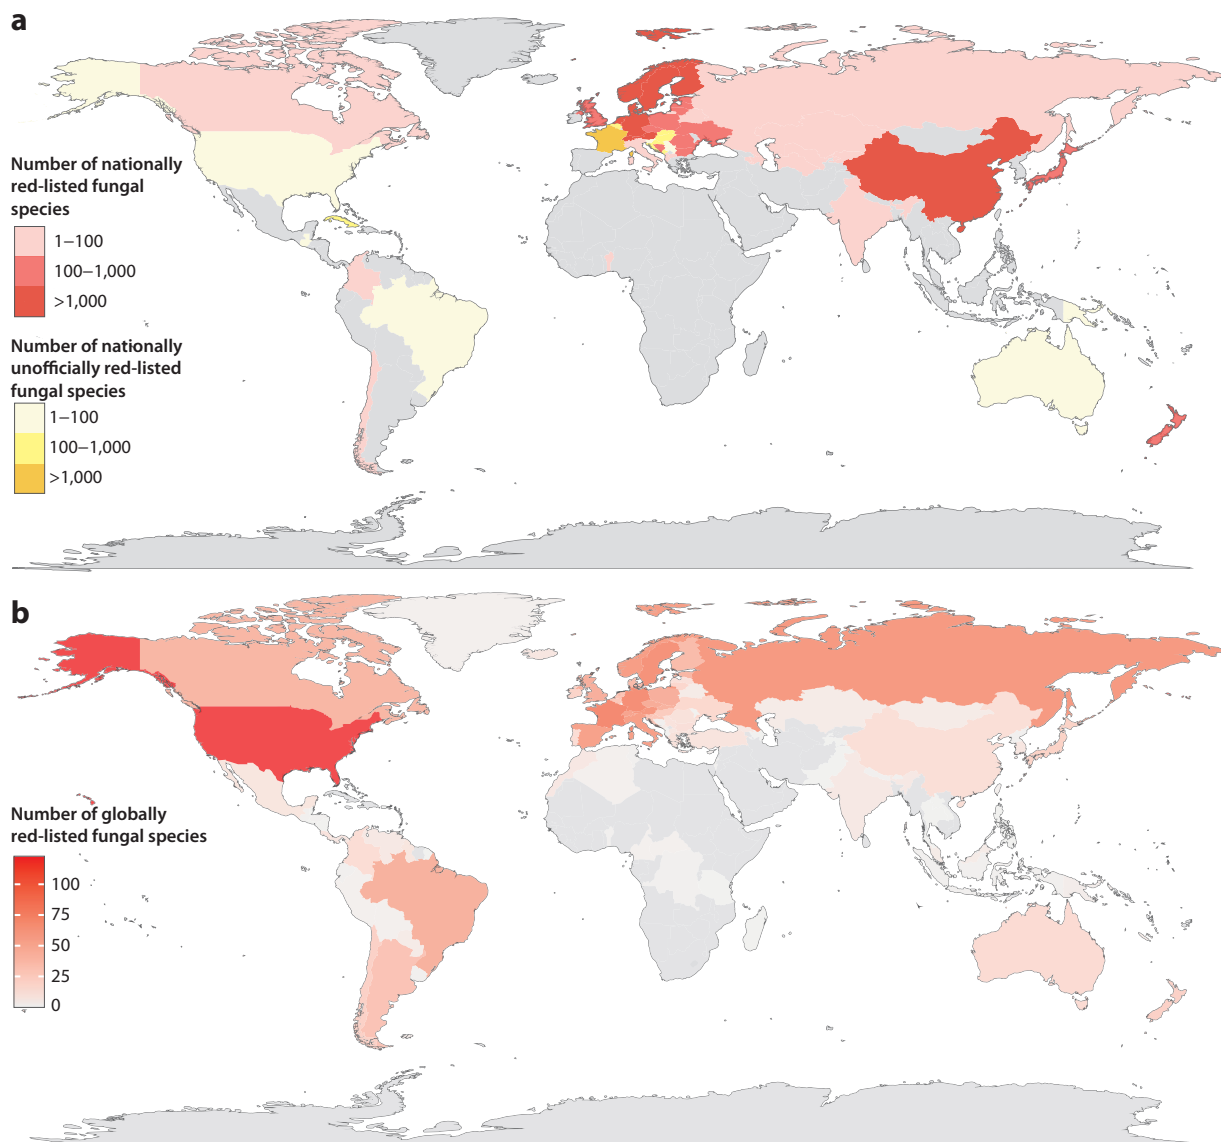 a
Number of nationally
red-listed fungal
species
1–100
100–1,000
>1,000
Number of nationally
unofficially red-listed
fungal species
1–100
100–1,000
>1,000
b
Number of globally
red-listed fungal species
100
75
50
25
0